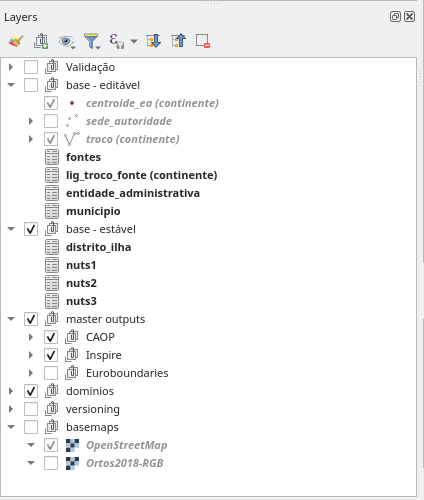 Layers
Validação
base - editável
centroide_ea (continente)
sede_autoridade
troco (continente)
fontes
lig_troco_fonte (continente)
entidade_administrativa
municipio
base - estável
distrito_ilha
nuts1
nuts2
nuts3
master outputs
CAOP
Inspire
Euroboundaries
domínios
versioning
basemaps
OpenStreetMap
Ortos2018-RGB